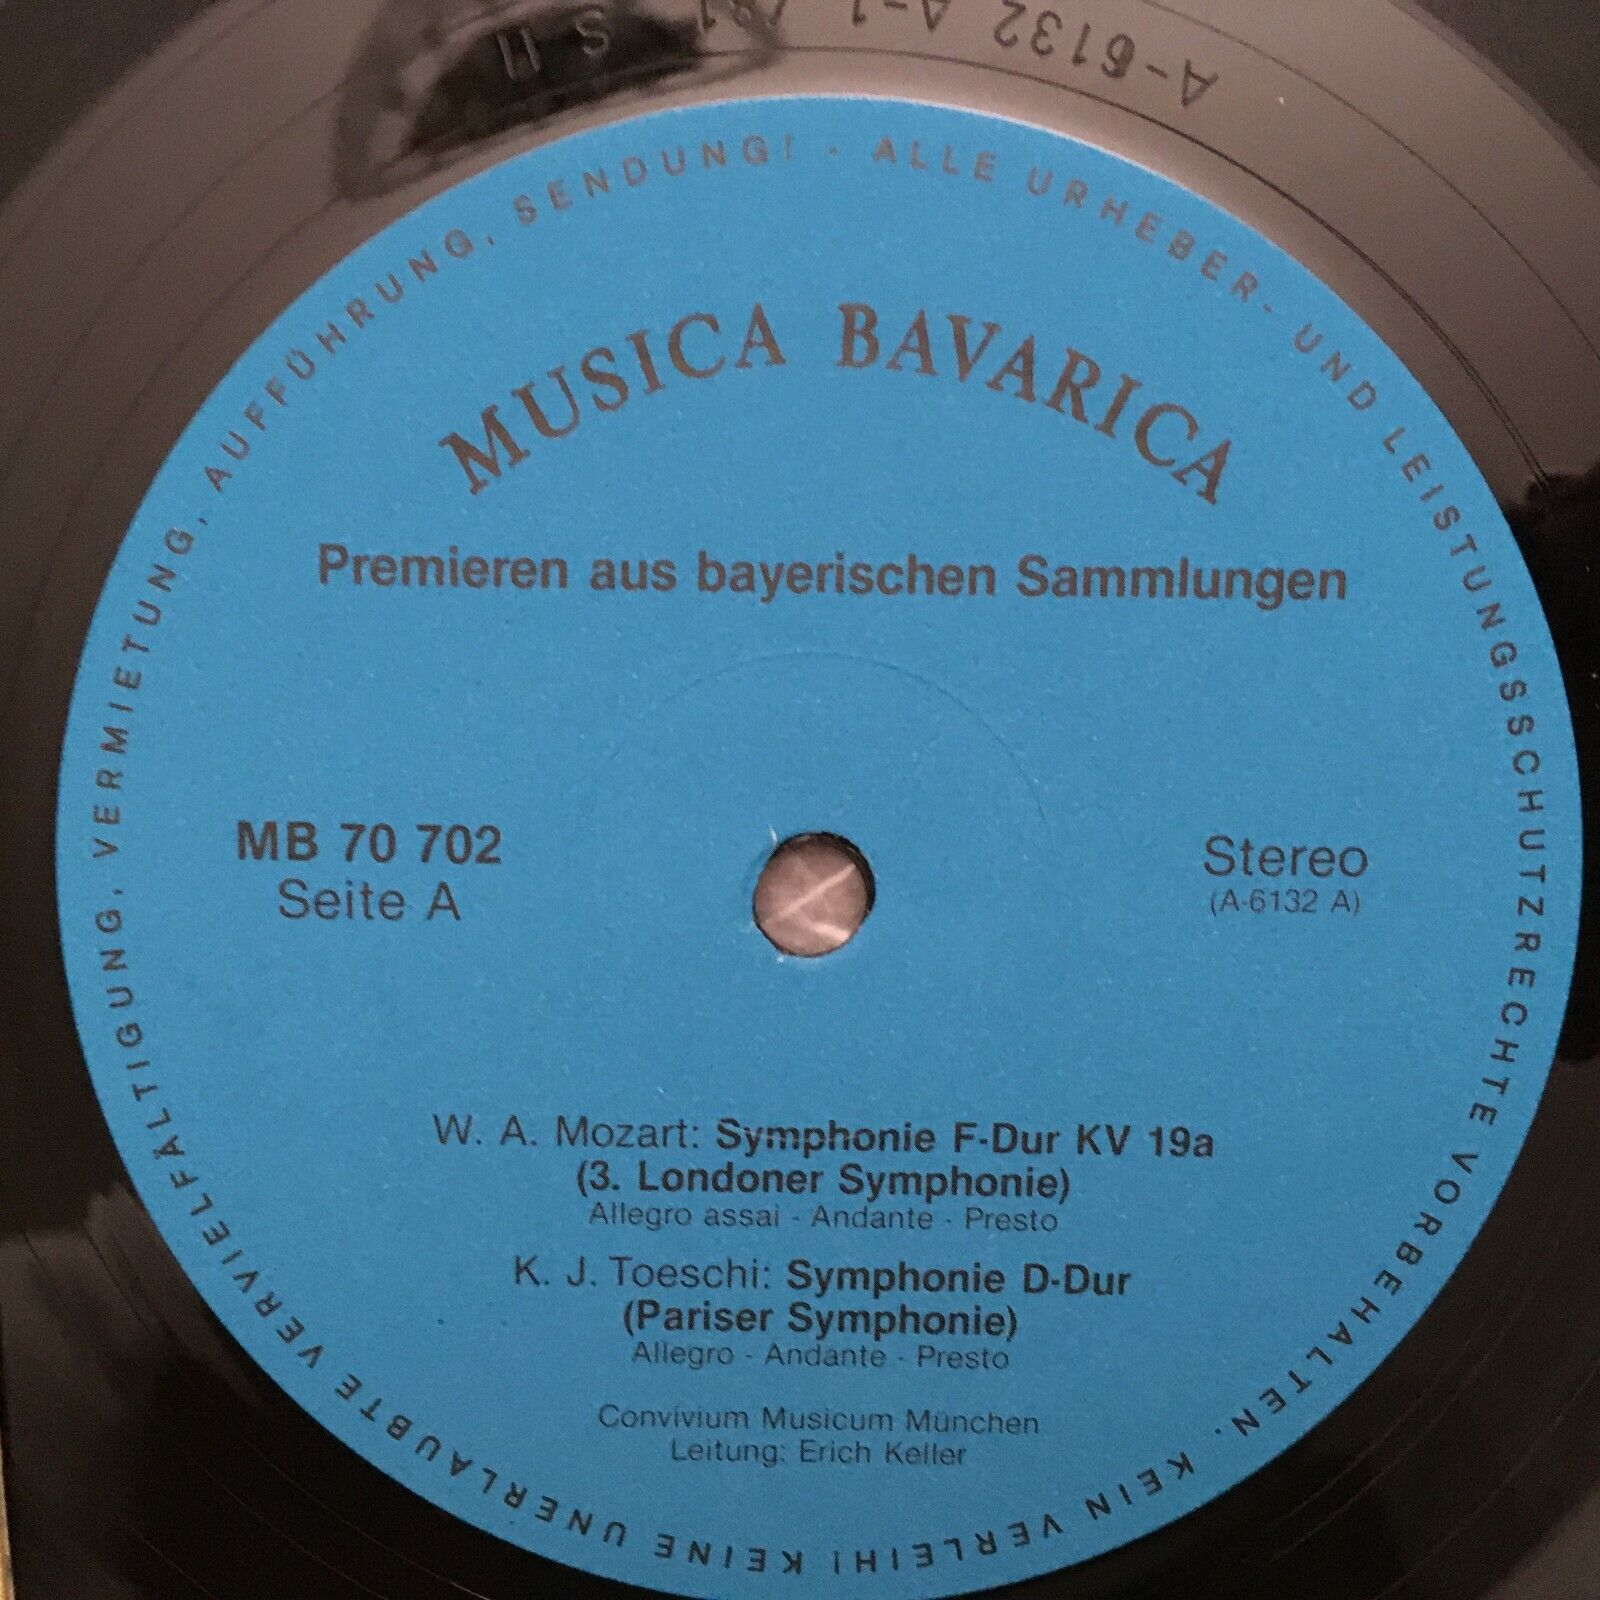 A-6132 A-1
S 11
ALLE URHEBER- UND LEISTUNGSSCHUTZRECHTE VORBEHALTEN. KEIN VERLEIH! KEINE UNERLAUBTE VERVIELFÄLTIGUNG, VERMIETUNG, AUFFÜHRUNG, SENDUNG! ·
MUSICA BAVARICA
Premieren aus bayerischen Sammlungen
MB 70 702
Seite A
Stereo
(A-6132 A)
W. A. Mozart: Symphonie F-Dur KV 19a
(3. Londoner Symphonie)
Allegro assai - Andante - Presto
K. J. Toeschi: Symphonie D-Dur
(Pariser Symphonie)
Allegro - Andante - Presto
Convivium Musicum München
Leitung: Erich Keller